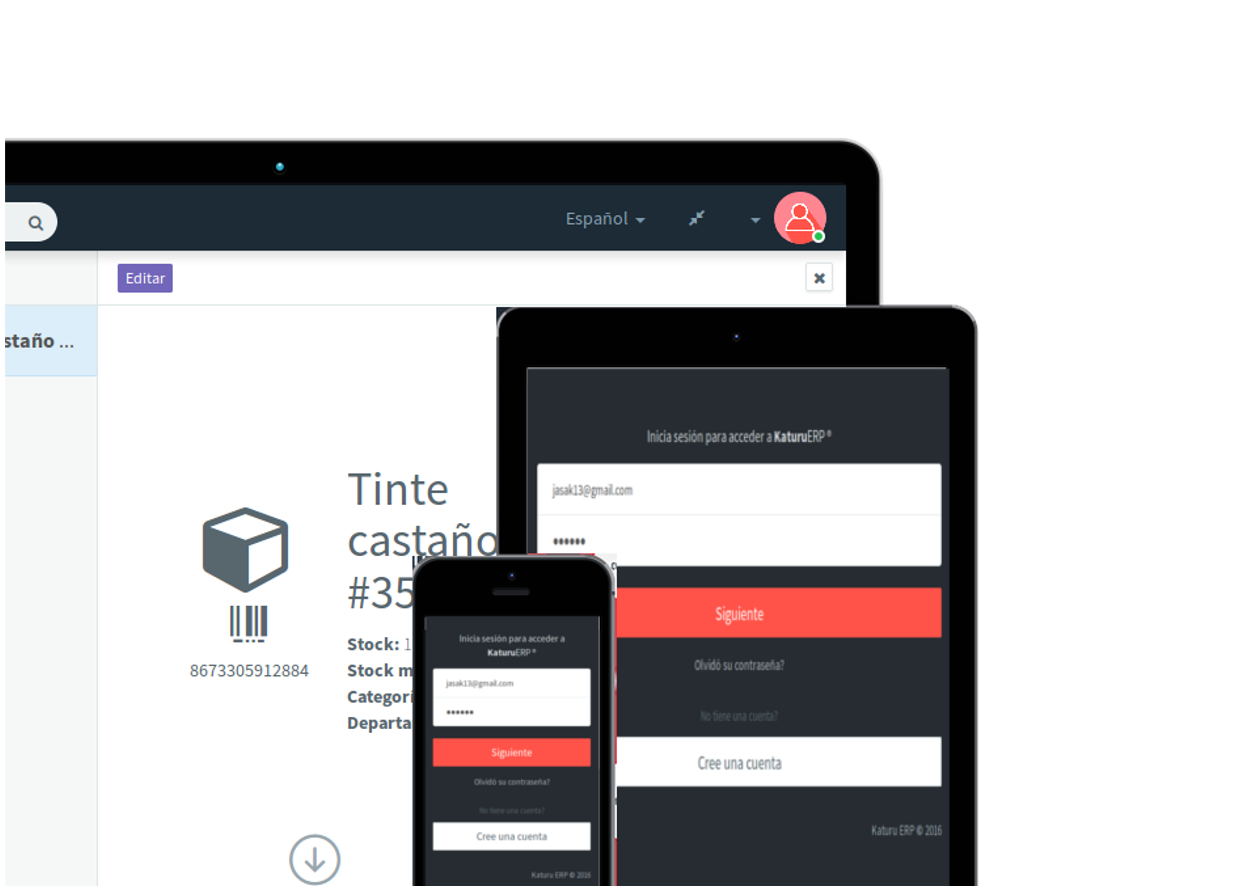 Español
Editar
staño ...
Tinte
castaño
#35
8673305912884
Stock: 1
Stock m
Categorí
Departa
Inicia sesión para acceder a KaturuERP®
jasak13@gmail.com
••••••
Siguiente
Olvidó su contraseña?
No tiene una cuenta?
Cree una cuenta
Katuru ERP © 2016
Inicia sesión para acceder a
KaturuERP®
jasak13@gmail.com
••••••
Siguiente
Olvidó su contraseña?
No tiene una cuenta?
Cree una cuenta
Katuru ERP © 2016